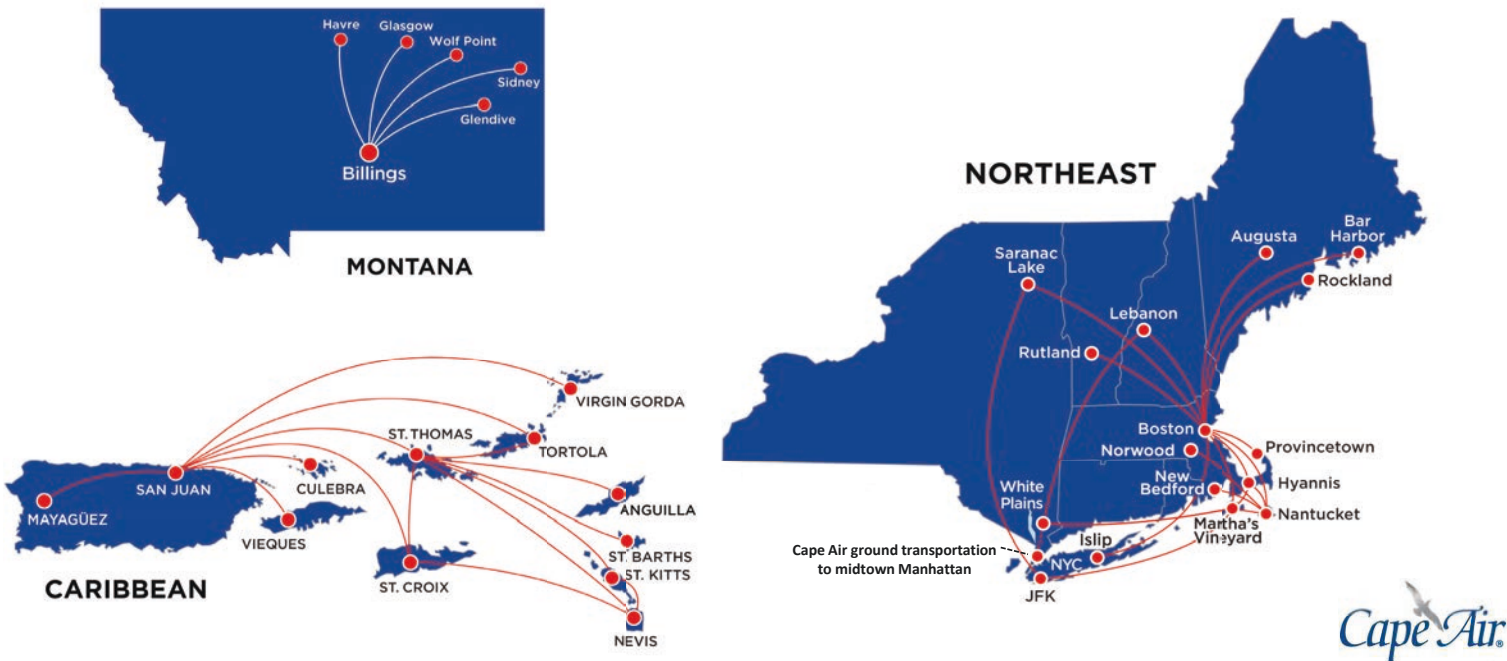 Havre
Glasgow
Wolf Point
Sidney
Glendive
Billings
MONTANA
NORTHEAST
Saranac
Lake
Augusta
Bar
Harbor
Rockland
Lebanon
Rutland
Boston
Norwood
Provincetown
New
Bedford
Hyannis
White
Plains
Nantucket
Martha's
Vineyard
Islip
Cape Air ground transportation
to midtown Manhattan
NYC
JFK
VIRGIN GORDA
ST. THOMAS
TORTOLA
SAN JUAN
CULEBRA
MAYAGÜEZ
ANGUILLA
VIEQUES
ST. BARTHS
ST. KITTS
ST. CROIX
NEVIS
CARIBBEAN
Cape Air®